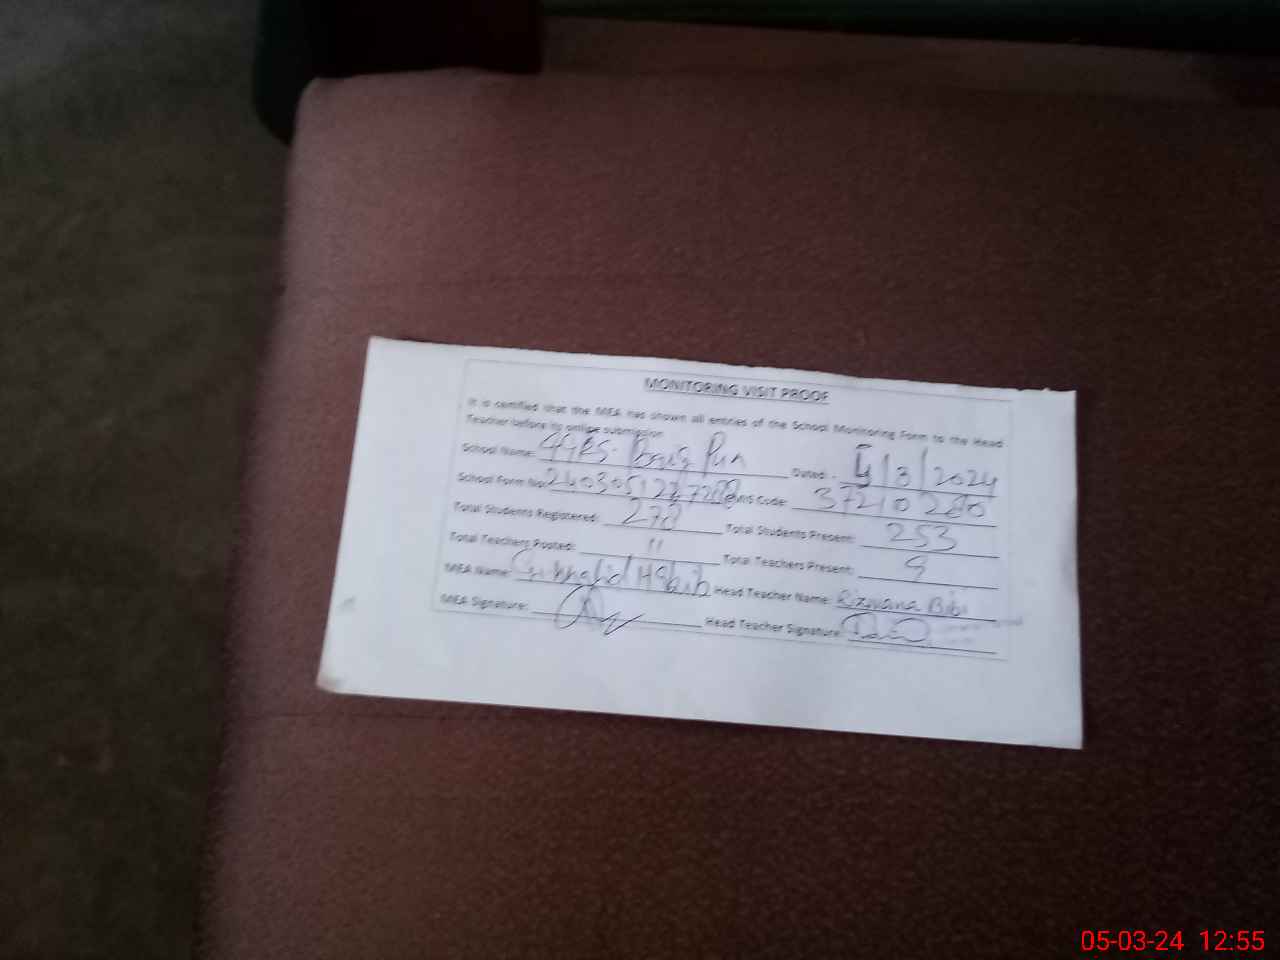 MONITORING VISIT PROOF
It is certified that the MEA has shown all entries of the School Monitoring Form to the Head
Teacher before its online submission
School Name: Pun Dated: 3/2024
School Form No: Code: 37210280
Total Students Registered: 278 Total Students Present: 253
Total Teachers Posted: 11 Total Teachers Present:
MEA Name: Khalid Habib Head Teacher Name: Rizwana Bibi
MEA Signature: Head Teacher Signature:
05-03-24 12:55